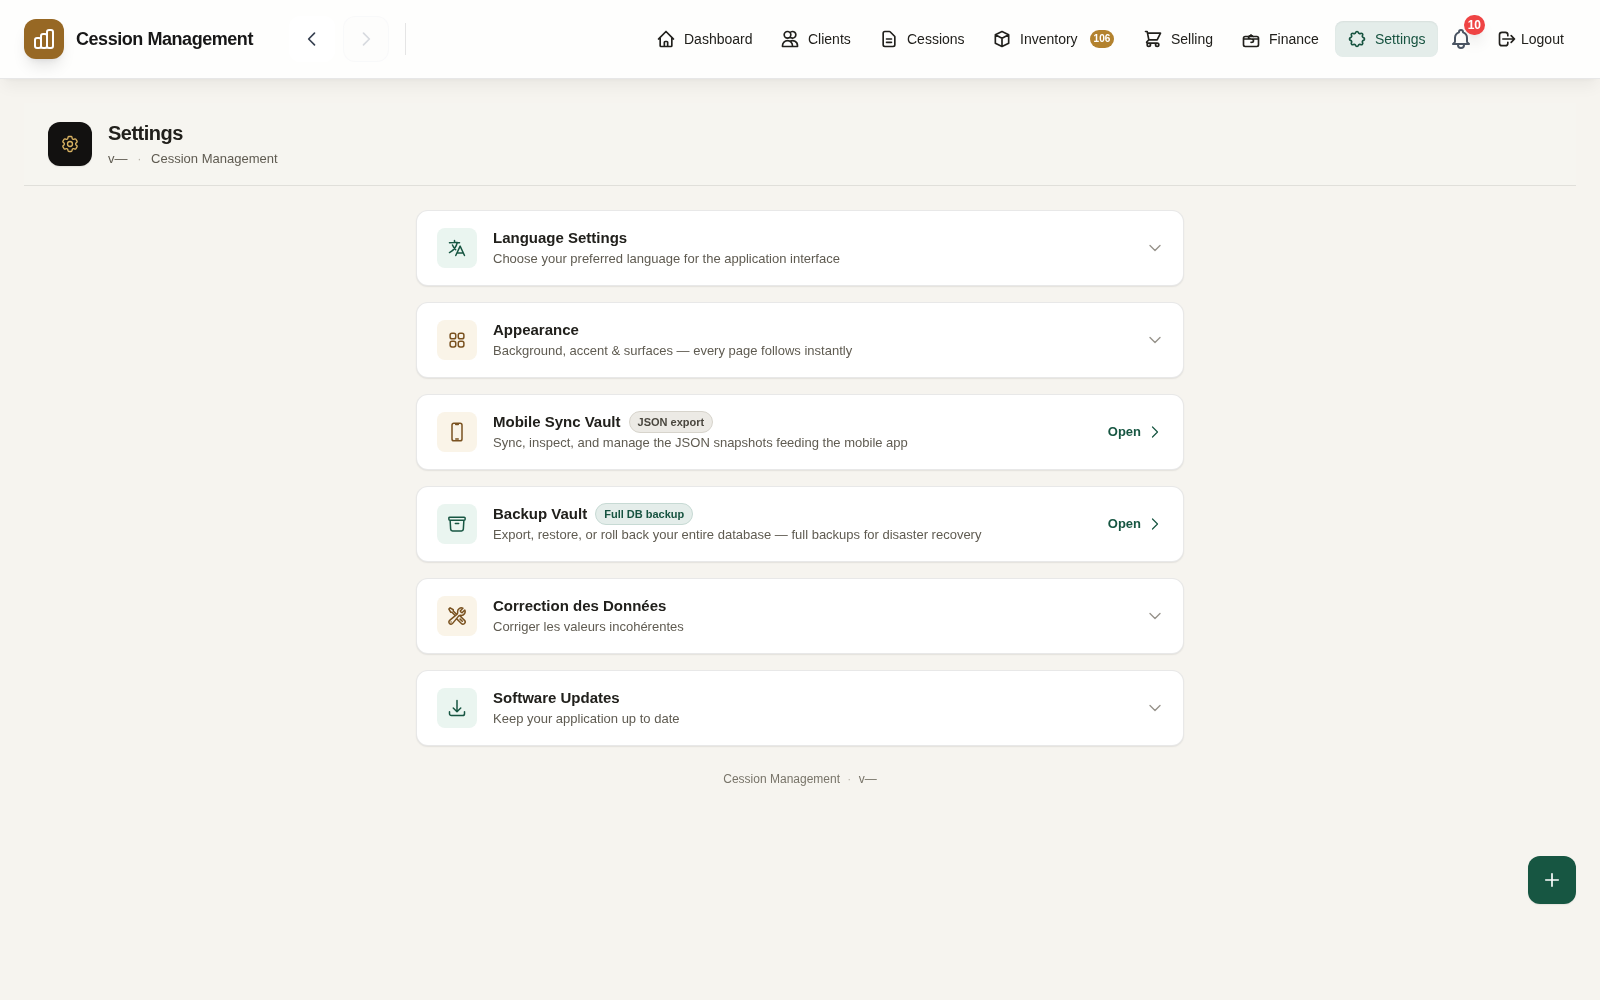 Cession Management
Dashboard
Clients
Cessions
Inventory 106
Selling
Finance
Settings
10
Logout
Settings
v— · Cession Management
Language Settings
Choose your preferred language for the application interface
Appearance
Background, accent & surfaces — every page follows instantly
Mobile Sync Vault JSON export
Sync, inspect, and manage the JSON snapshots feeding the mobile app
Open
Backup Vault Full DB backup
Export, restore, or roll back your entire database — full backups for disaster recovery
Open
Correction des Données
Corriger les valeurs incohérentes
Software Updates
Keep your application up to date
Cession Management · v—